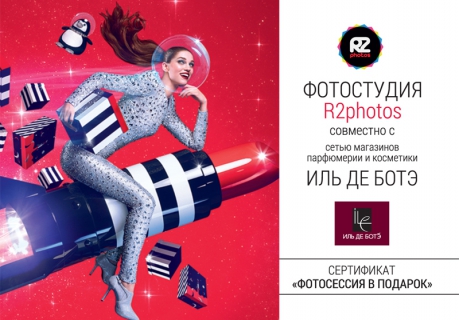 R2
photos
ФОТОСТУДИЯ
R2photos
СОВМЕСТНО С
СЕТЬЮ МАГАЗИНОВ
ПАРФЮМЕРИИ И КОСМЕТИКИ
ИЛЬ ДЕ БОТЭ
ИЛЬ ДЕ БОТЭ
СЕРТИФИКАТ
«ФОТОСЕССИЯ В ПОДАРОК»